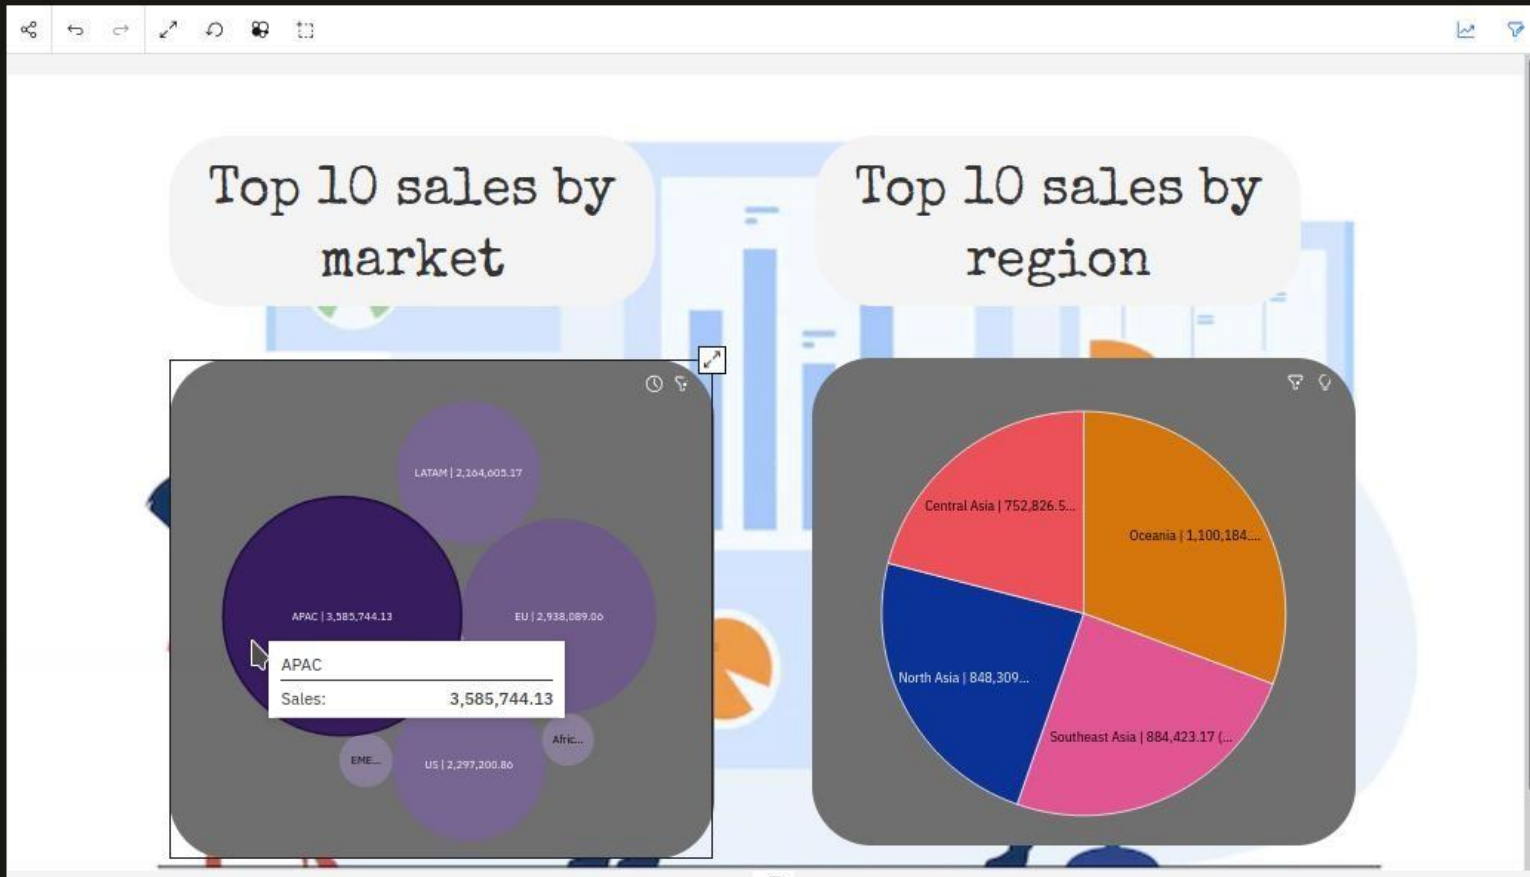 Top 10 sales by
market
Top 10 sales by
region
LATAM | 2,164,605.17
APAC | 3,585,744.13
EU | 2,938,089.06
APAC
Sales: 3,585,744.13
Afric...
EME...
US | 2,297,200.86
Central Asia | 752,826.5...
Oceania | 1,100,184....
North Asia | 848,309...
Southeast Asia | 884,423.17 (...